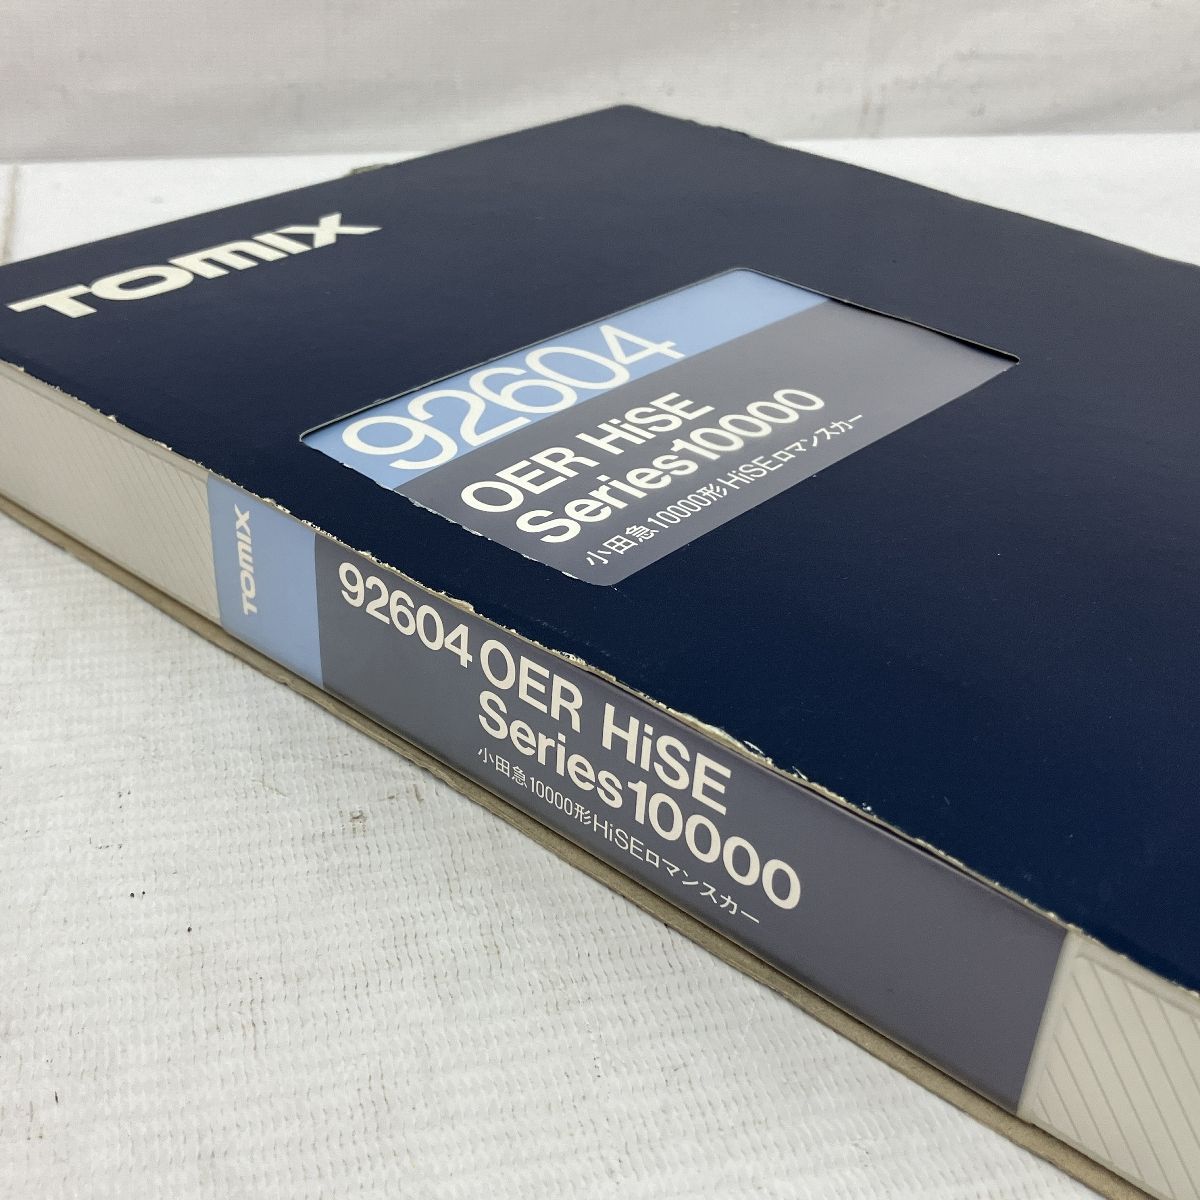 TOMIX
92604
OER HiSE
Series10000
小田急10000形HiSEロマンスカー
TOMIX
92604 OER HiSE
Series10000
小田急10000形HiSEロマンスカー